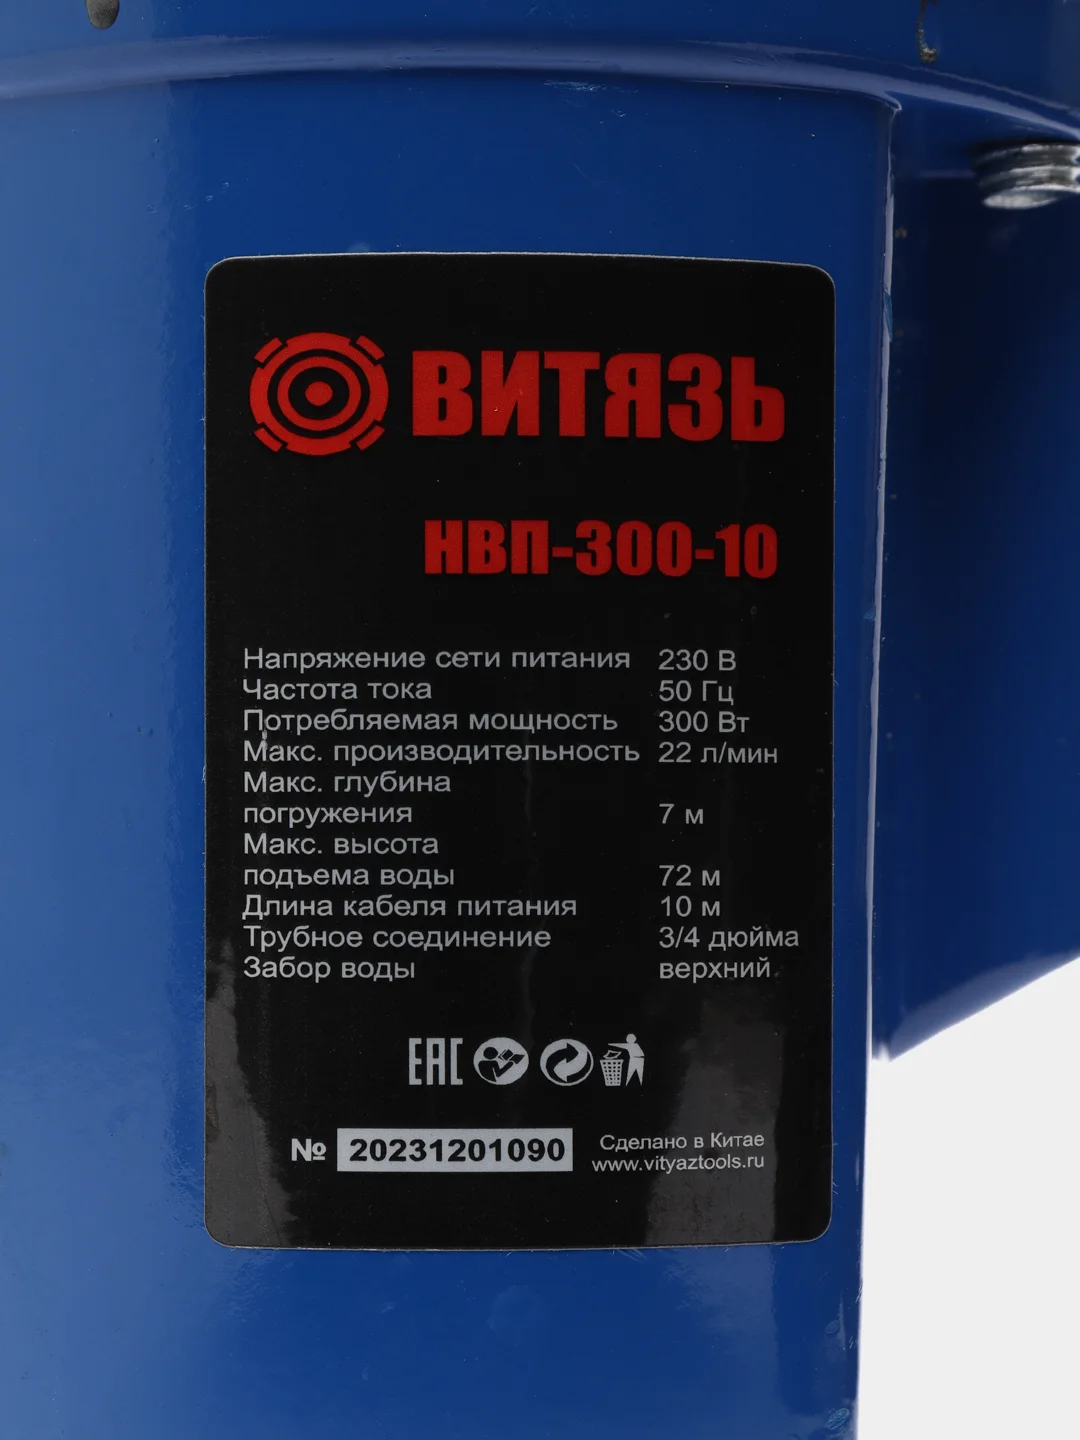 ВИТЯЗЬ
НВП-300-10
Напряжение сети питания 230 В
Частота тока 50 Гц
Потребляемая мощность 300 Вт
Макс. производительность 22 л/мин
Макс. глубина
погружения 7 м
Макс. высота
подъема воды 72 м
Длина кабеля питания 10 м
Трубное соединение 3/4 дюйма
Забор воды верхний
EAC
№ 20231201090
Сделано в Китае
www.vityaztools.ru